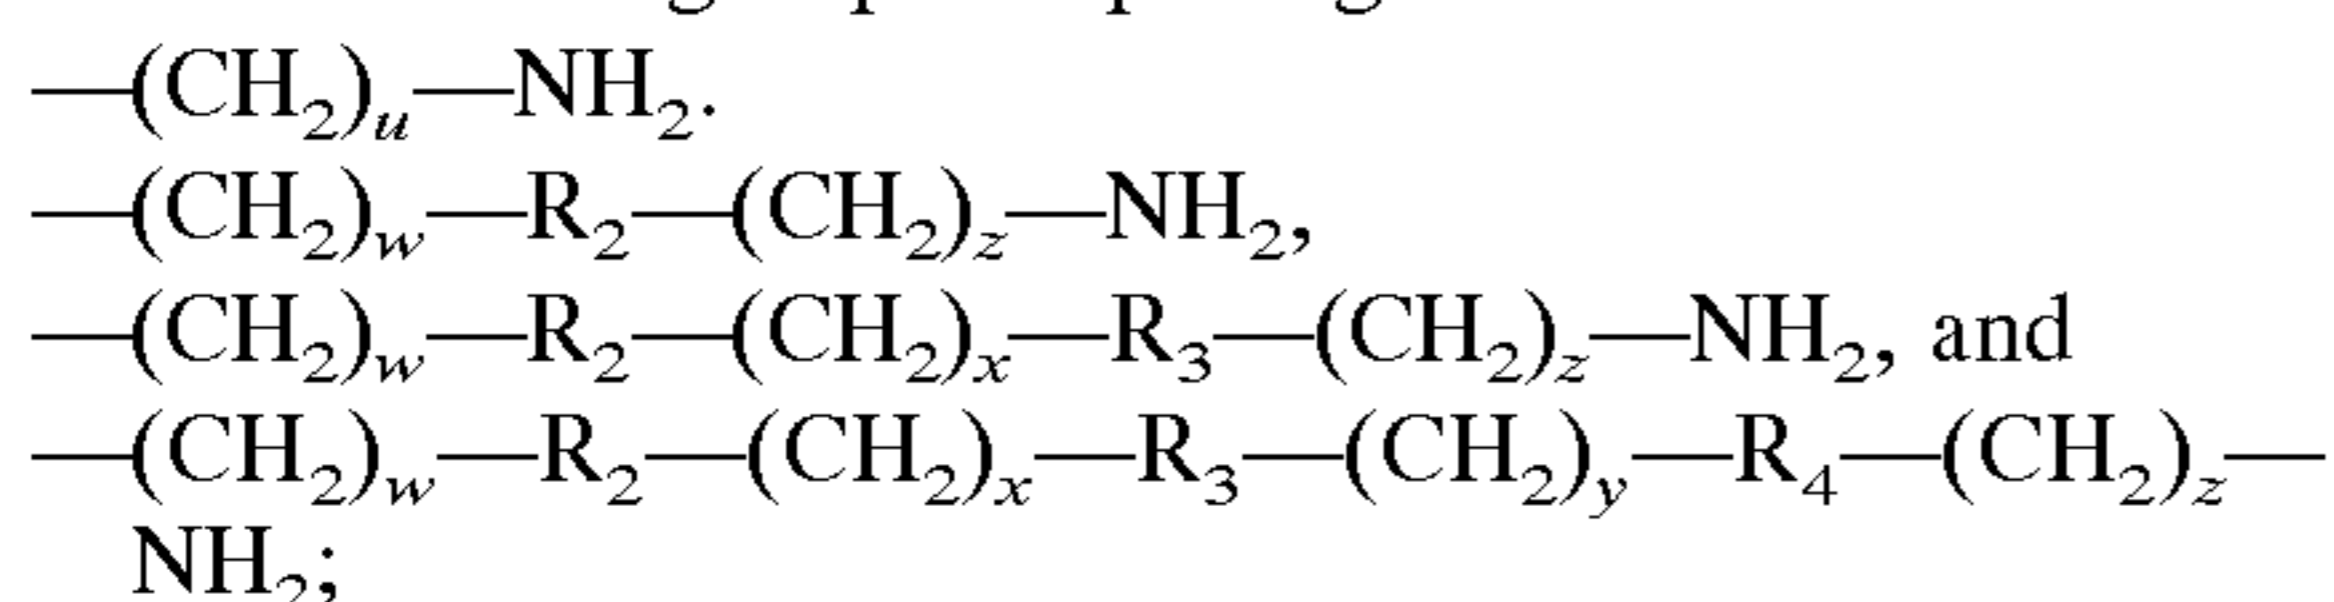 —(CH₂)ᵤ—NH₂.
—(CH₂)w—R₂—(CH₂)z—NH₂,
—(CH₂)w—R₂—(CH₂)x—R₃—(CH₂)z—NH₂, and
—(CH₂)w—R₂—(CH₂)x—R₃—(CH₂)y—R₄—(CH₂)z—
NH₂;